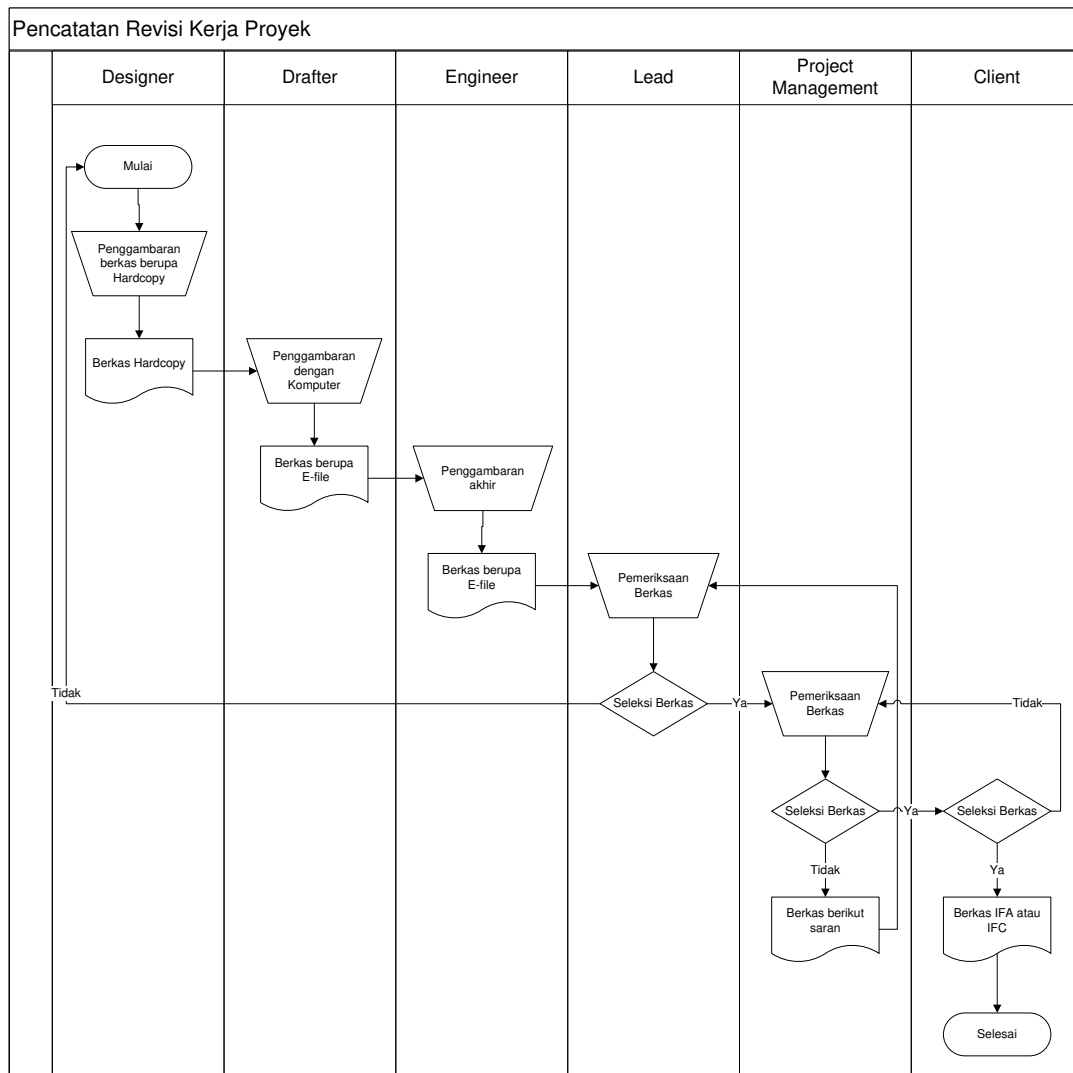 Pencatatan Revisi Kerja Proyek
Designer
Drafter
Engineer
Lead
Project
Management
Client
Mulai
Penggambaran
berkas berupa
Hardcopy
Berkas Hardcopy
Penggambaran
dengan
Komputer
Berkas berupa
E-file
Penggambaran
akhir
Berkas berupa
E-file
Pemeriksaan
Berkas
Tidak
Seleksi Berkas
Ya
Pemeriksaan
Berkas
Tidak
Seleksi Berkas
Ya
Seleksi Berkas
Tidak
Ya
Berkas berikut
saran
Berkas IFA atau
IFC
Selesai